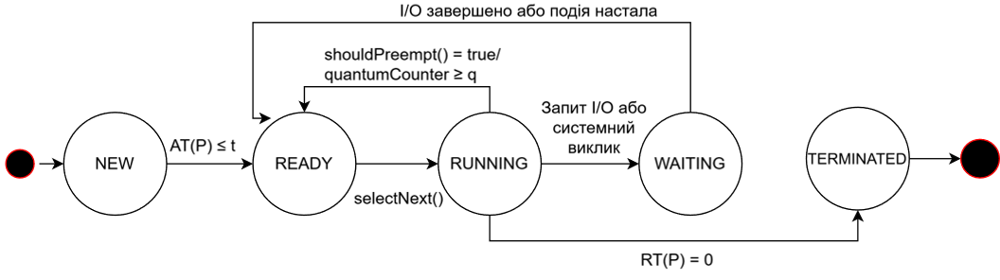 I/O завершено або подія настала
shouldPreempt() = true/
quantumCounter ≥ q
Запит I/O або
системний
виклик
AT(P) ≤ t
NEW
READY
RUNNING
WAITING
TERMINATED
selectNext()
RT(P) = 0